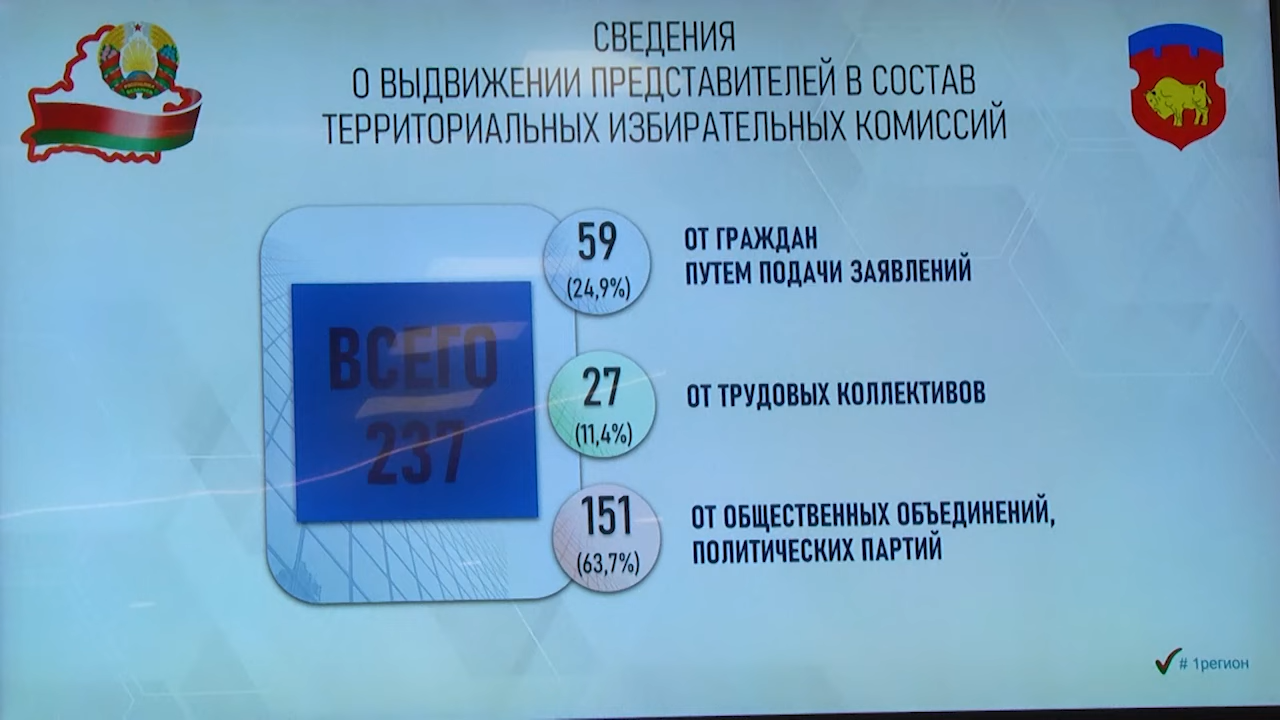 СВЕДЕНИЯ
О ВЫДВИЖЕНИИ ПРЕДСТАВИТЕЛЕЙ В СОСТАВ
ТЕРРИТОРИАЛЬНЫХ ИЗБИРАТЕЛЬНЫХ КОМИССИЙ
ВСЕГО
237
59
(24,9%)
ОТ ГРАЖДАН
ПУТЕМ ПОДАЧИ ЗАЯВЛЕНИЙ
27
(11,4%)
ОТ ТРУДОВЫХ КОЛЛЕКТИВОВ
151
(63,7%)
ОТ ОБЩЕСТВЕННЫХ ОБЪЕДИНЕНИЙ,
ПОЛИТИЧЕСКИХ ПАРТИЙ
# 1регион